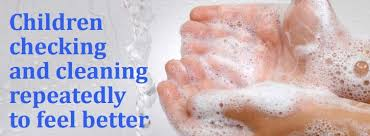 Children
checking
and cleaning
repeatedly
to feel better